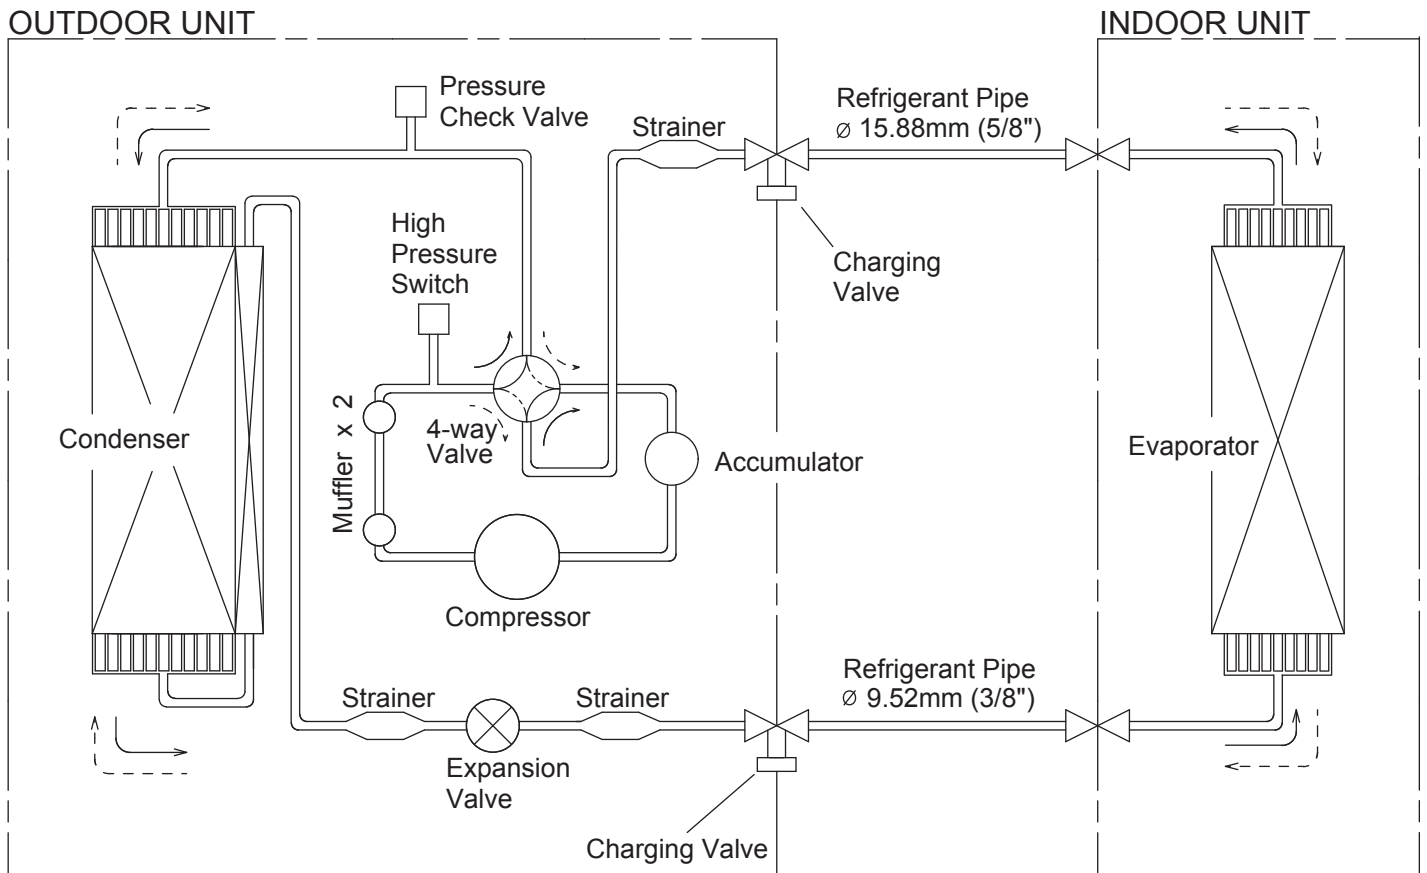 OUTDOOR UNIT
INDOOR UNIT
Pressure
Check Valve
Strainer
Refrigerant Pipe
ø 15.88mm (5/8")
High
Pressure
Switch
Charging
Valve
Muffler x 2
4-way
Valve
Condenser
Accumulator
Evaporator
Compressor
Strainer
Strainer
Refrigerant Pipe
ø 9.52mm (3/8")
Expansion
Valve
Charging Valve